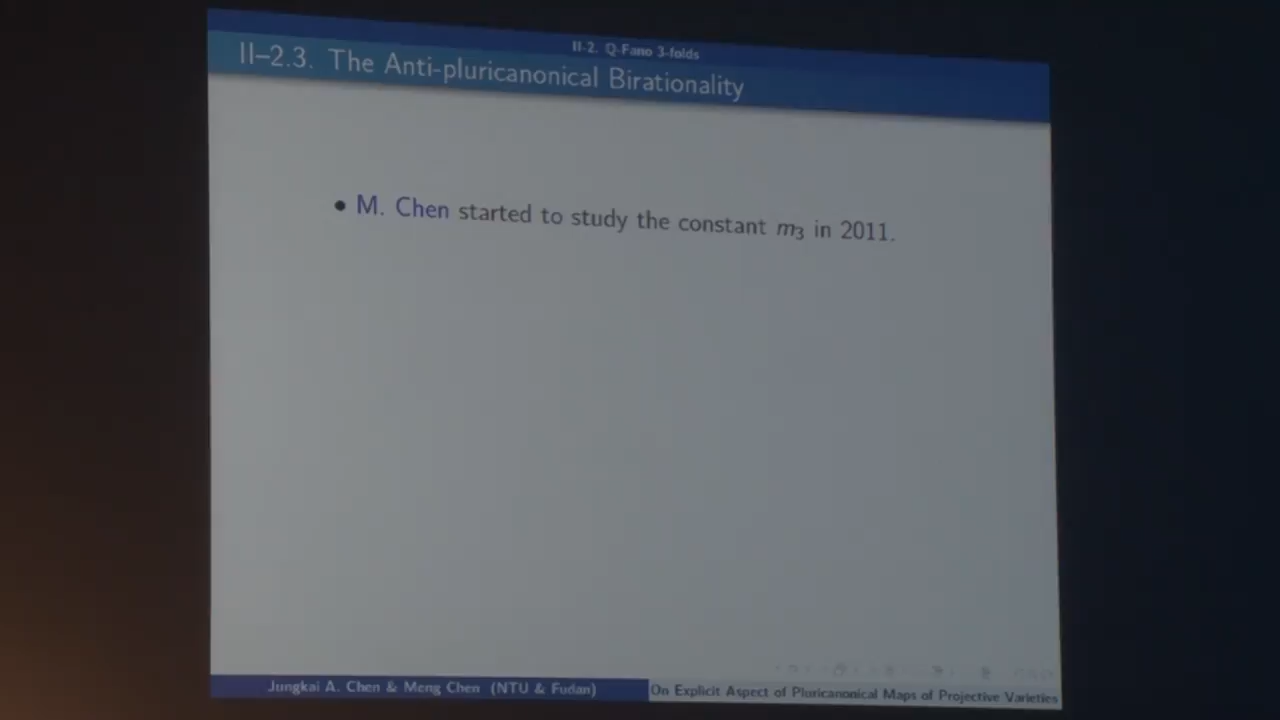 II-2. Q-Fano 3-folds
II–2.3. The Anti-pluricanonical Birationality
• M. Chen started to study the constant m₃ in 2011.
Jungkai A. Chen & Meng Chen (NTU & Fudan)
On Explicit Aspect of Pluricanonical Maps of Projective Varieties